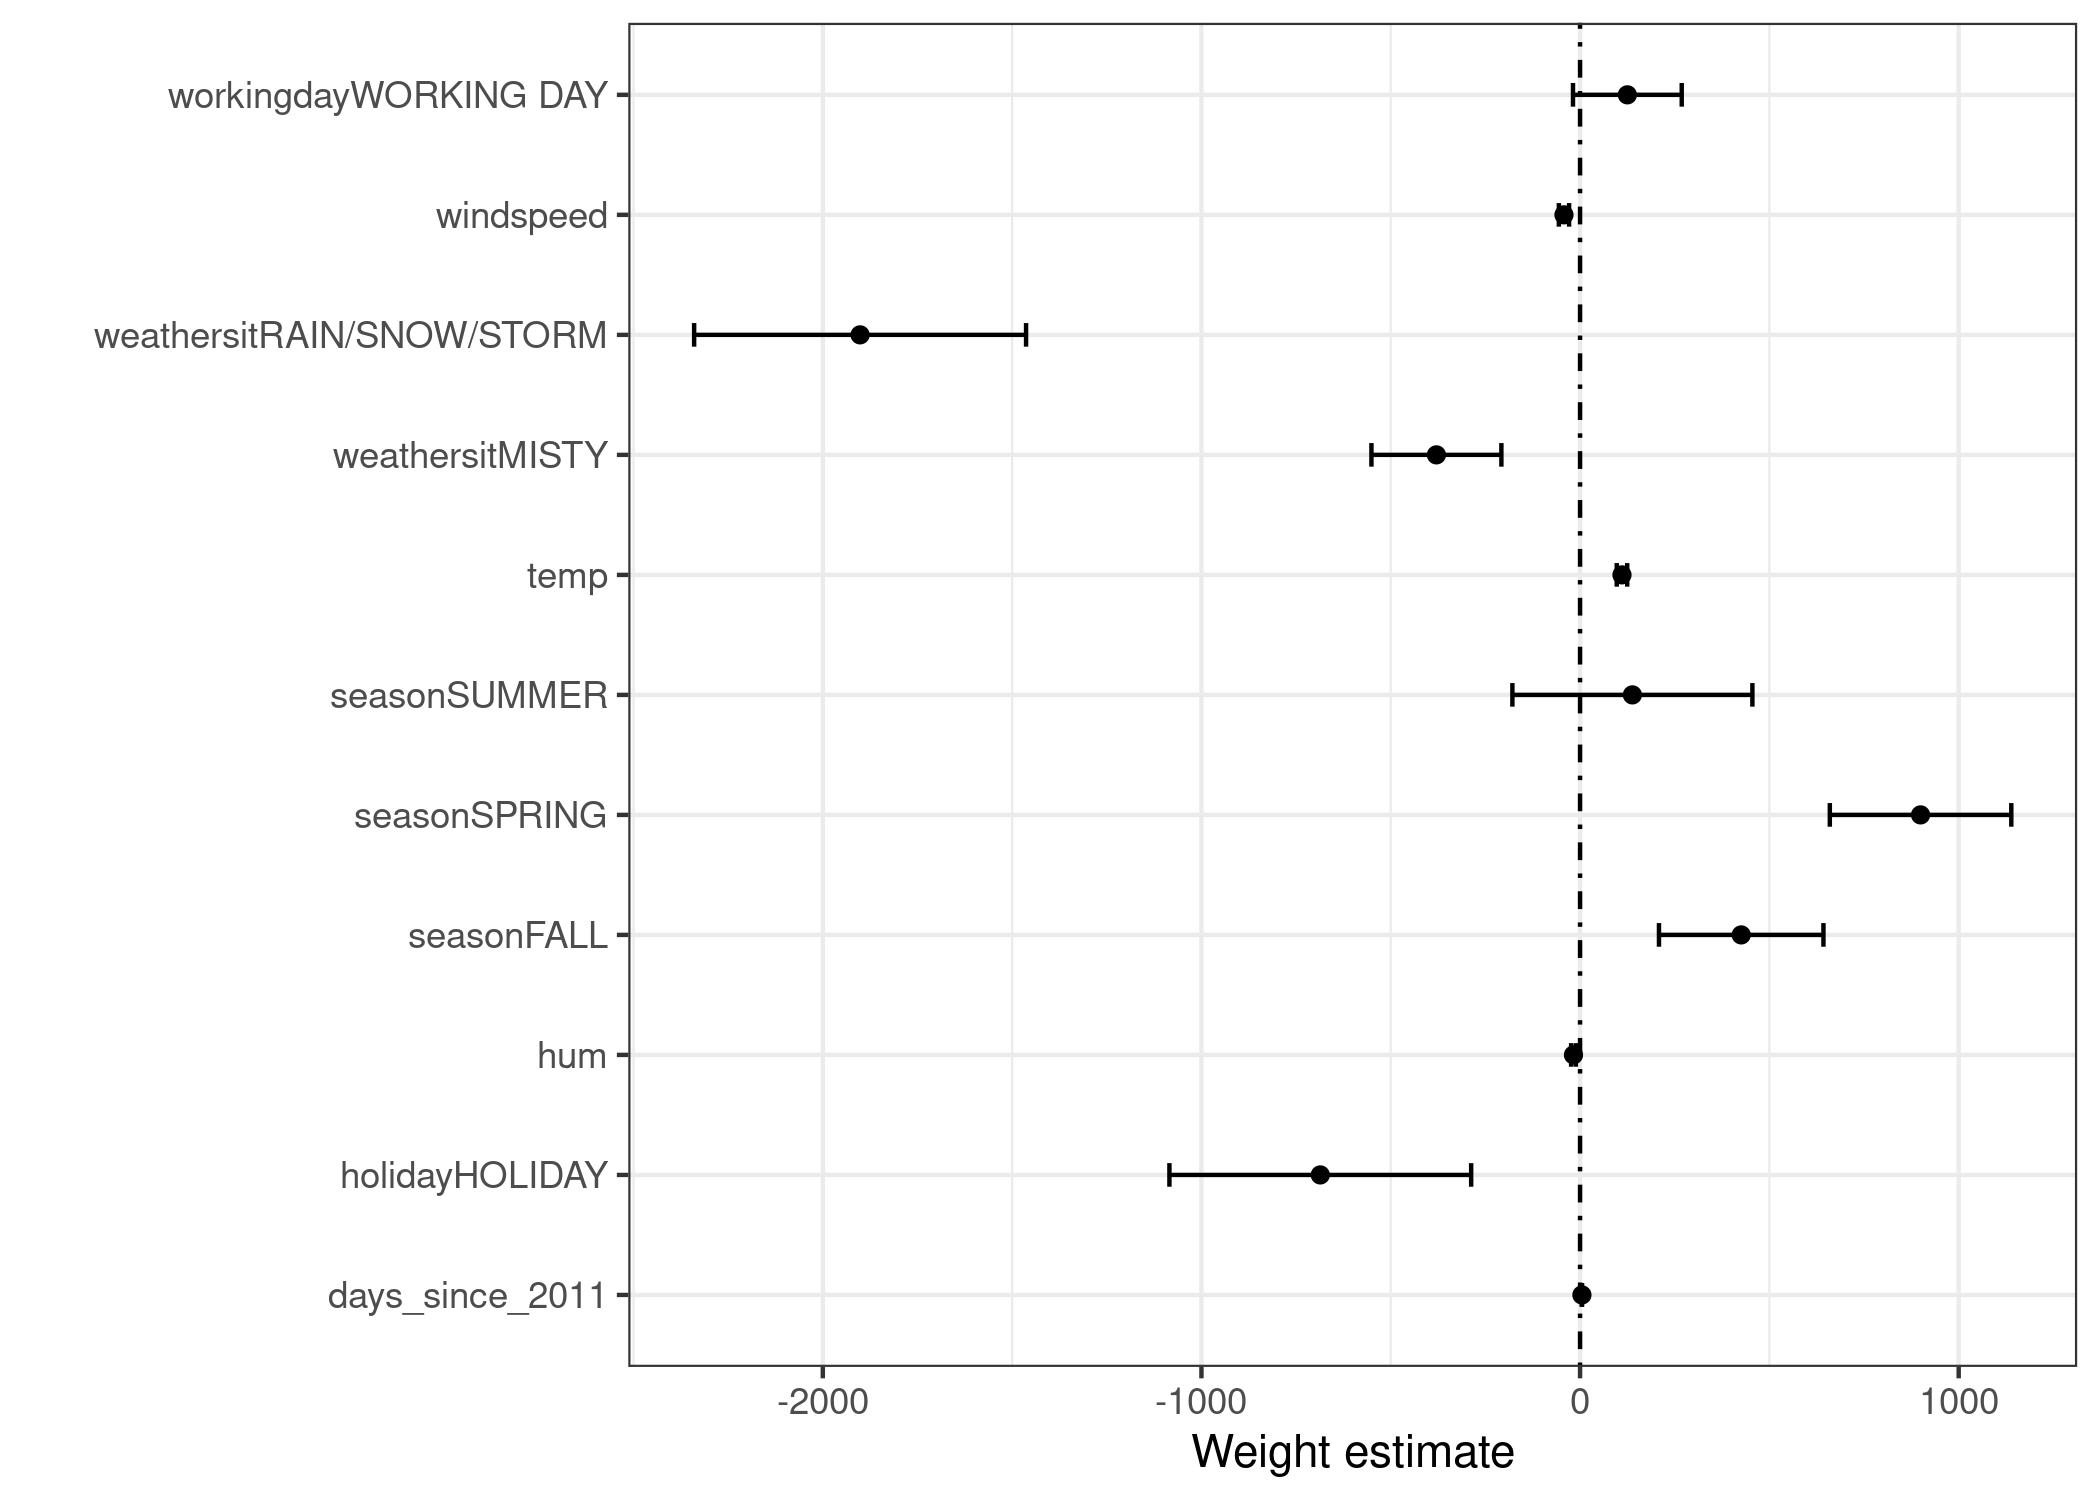 workingdayWORKING DAY
windspeed
weathersitRAIN/SNOW/STORM
weathersitMISTY
temp
seasonSUMMER
seasonSPRING
seasonFALL
hum
holidayHOLIDAY
days_since_2011
-2000 -1000 0 1000
Weight estimate